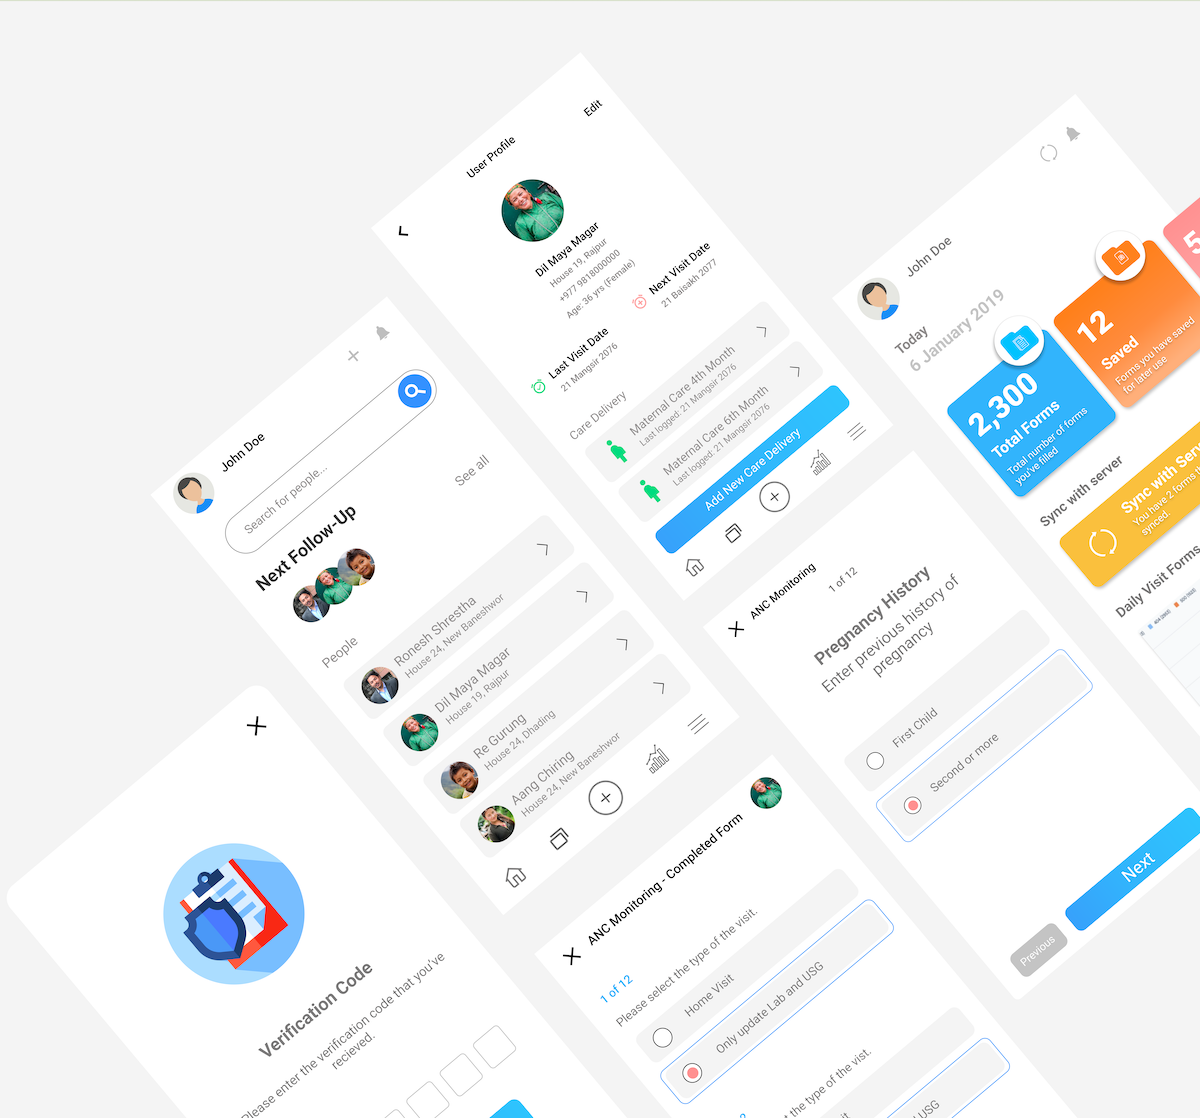 Edit
User Profile
Dil Maya Magar
House 19, Rajpur
+977 9818000000
Age: 36 yrs (Female)
Next Visit Date
21 Baisakh 2077
Last Visit Date
21 Mangsir 2076
Care Delivery
Maternal Care 4th Month
Last logged: 21 Mangsir 2076
Maternal Care 6th Month
Last logged: 21 Mangsir 2076
Add New Care Delivery
John Doe
Search for people...
Next Follow-Up
See all
People
Ronesh Shrestha
House 24, New Baneshwor
Dil Maya Magar
House 19, Rajpur
Re Gurung
House 24, Dhading
Aang Chiring
House 24, New Baneshwor
John Doe
Today
6 January 2019
2,300
Total Forms
Total number of forms
you've filled
12
Saved
Forms you have saved
for later use
5
Sync with server
Sync with Serv
You have 2 forms t
synced.
Daily Visit Forms
ANC Monitoring
1 of 12
Pregnancy History
Enter previous history of
pregnancy
First Child
Second or more
Next
Previous
ANC Monitoring - Completed Form
1 of 12
Please select the type of the visit.
Home Visit
Only update Lab and USG
2
Please select the type of the vist.
USG
Verification Code
Please enter the verification code that you've
recieved.